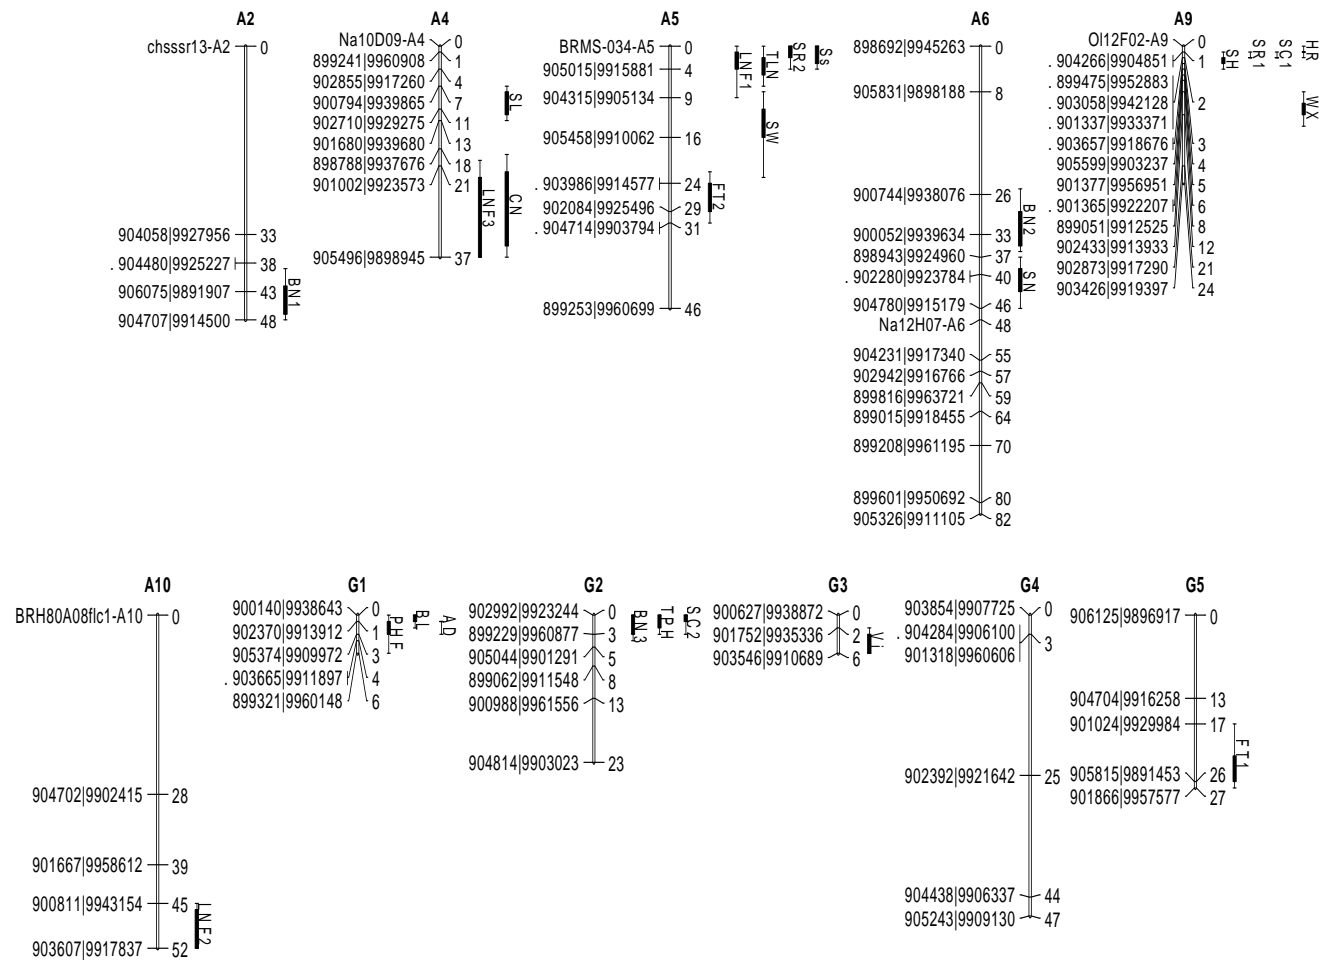 A2
chsssr13-A2 0
904058|9927956 33
.904480|9925227 38
906075|9891907 43
904707|9914500 48
BN1
A4
Na10D09-A4 0
899241|9960908 1
902855|9917260 4
900794|9939865 7
902710|9929275 11
901680|9939680 13
898788|9937676 18
901002|9923573 21
905496|9898945 37
SL
LNF3
CN
A5
BRMS-034-A5 0
905015|9915881 4
904315|9905134 9
905458|9910062 16
.903986|9914577 24
902084|9925496 29
.904714|9903794 31
899253|9960699 46
LNF1
TLN
SR2
Ss
SW
FT2
A6
898692|9945263 0
905831|9898188 8
900744|9938076 26
900052|9939634 33
898943|9924960 37
.902280|9923784 40
904780|9915179 46
Na12H07-A6 48
904231|9917340 55
902942|9916766 57
899816|9963721 59
899015|9918455 64
899208|9961195 70
899601|9950692 80
905326|9911105 82
BN2
SN
A9
Ol12F02-A9 0
.904266|9904851 1
899475|9952883
.903058|9942128 2
.901337|9933371
.903657|9918676 3
905599|9903237 4
901377|9956951 5
.901365|9922207 6
899051|9912525 8
902433|9913933 12
902873|9917290 21
903426|9919397 24
SH
SR1
SC1
HR
WX
A10
BRH80A08flc1-A10 0
904702|9902415 28
901667|9958612 39
900811|9943154 45
903607|9917837 52
LNF2
G1
900140|9938643 0
902370|9913912 1
905374|9909972 3
.903665|9911897 4
899321|9960148 6
PHF
BL
AD
G2
902992|9923244 0
899229|9960877 3
905044|9901291 5
899062|9911548 8
900988|9961556 13
904814|9903023 23
BN3
TPH
SC2
G3
900627|9938872 0
901752|9935336 2
903546|9910689 6
G4
903854|9907725 0
.904284|9906100 3
901318|9960606
902392|9921642 25
904438|9906337 44
905243|9909130 47
G5
906125|9896917 0
904704|9916258 13
901024|9929984 17
905815|9891453 26
901866|9957577 27
FT1